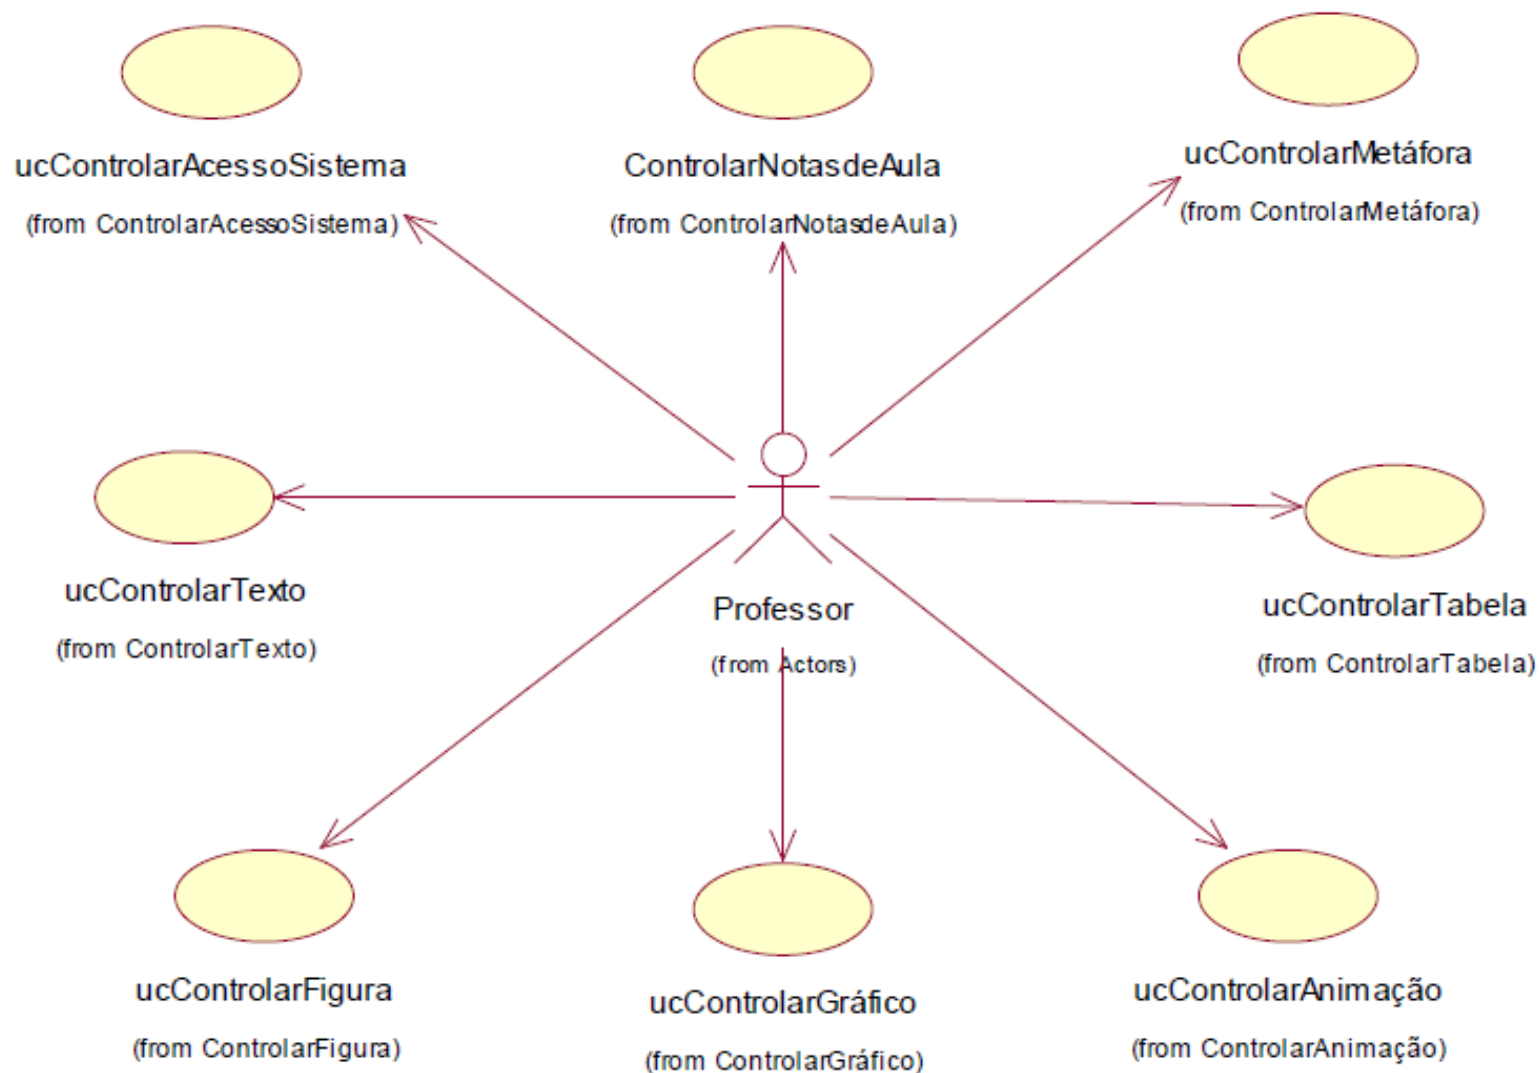 ucControlarAcessoSistema
(from ControlarAcessoSistema)
ControlarNotasdeAula
(from ControlarNotasdeAula)
ucControlarMetáfora
(from ControlarMetáfora)
ucControlarTexto
(from ControlarTexto)
Professor
(from Actors)
ucControlarTabela
(from ControlarTabela)
ucControlarFigura
(from ControlarFigura)
ucControlarGráfico
(from ControlarGráfico)
ucControlarAnimação
(from ControlarAnimação)